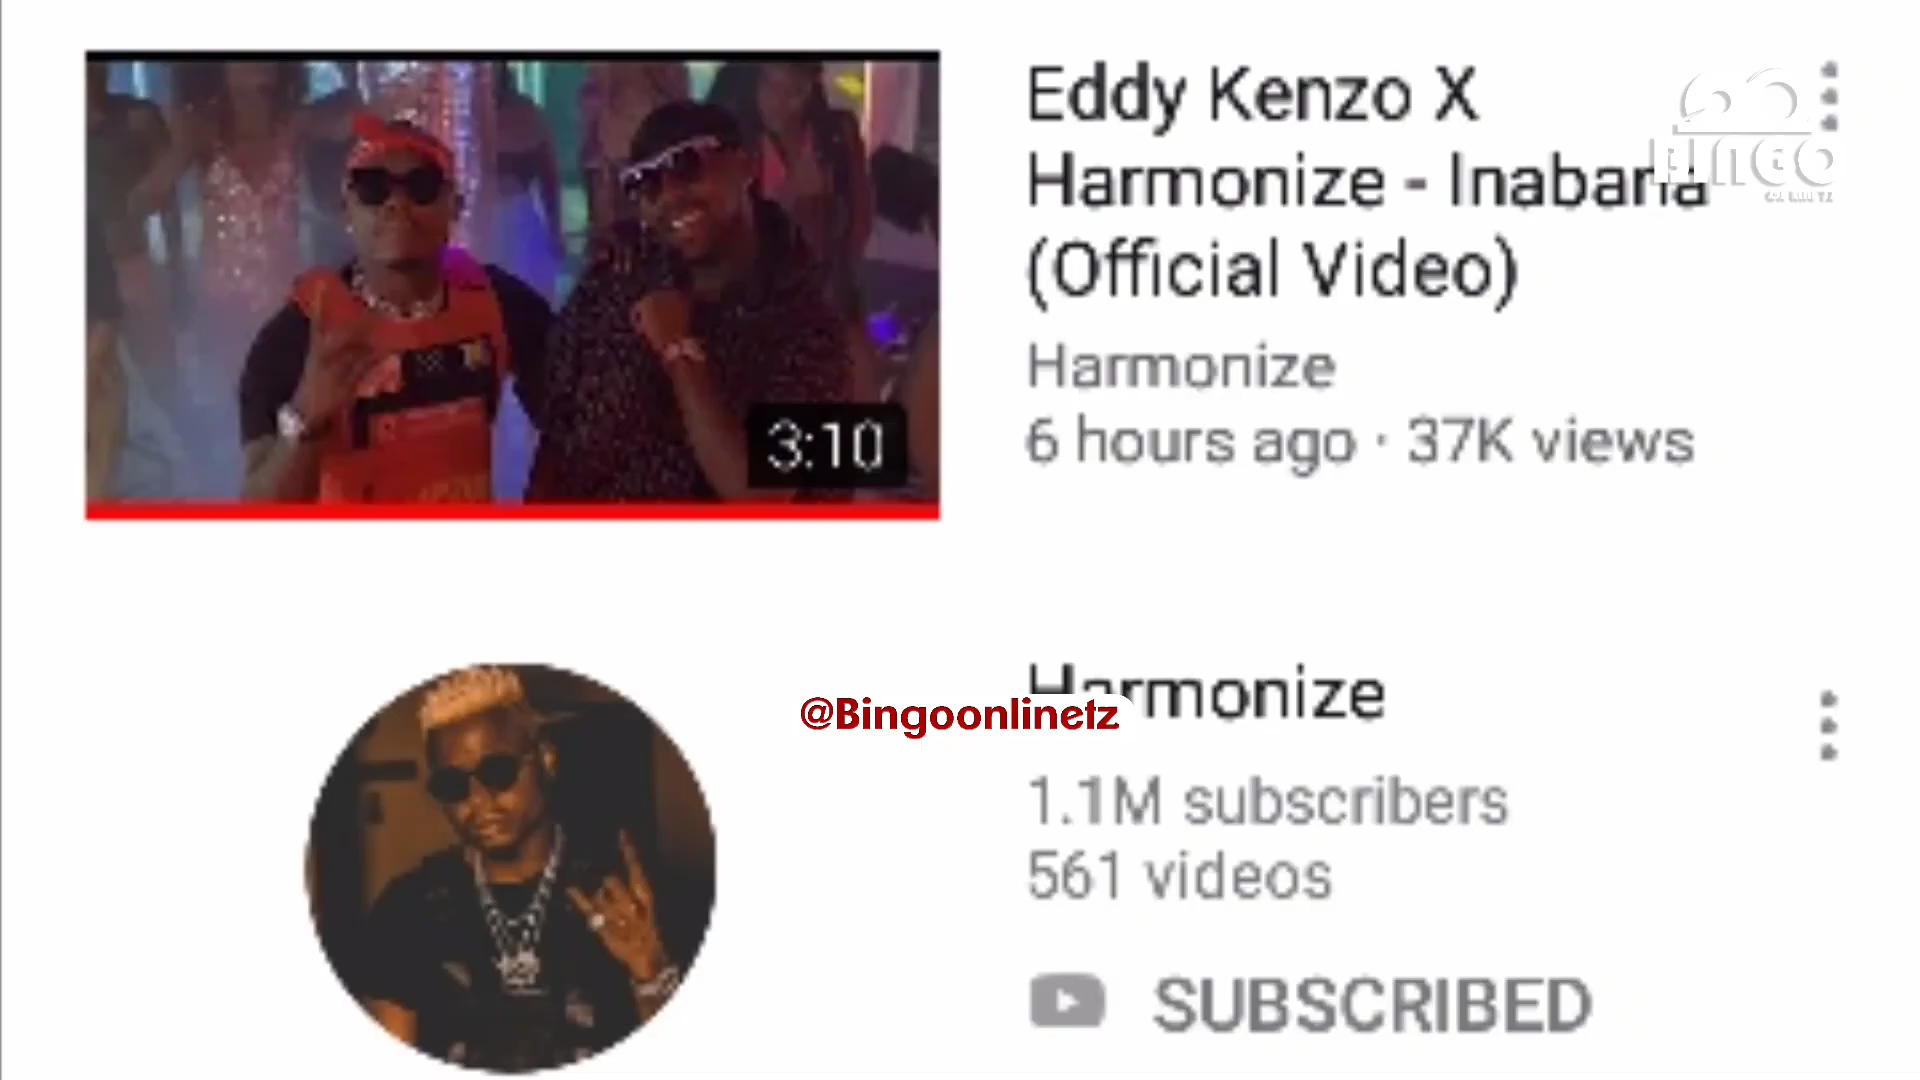 Eddy Kenzo X
Harmonize - Inabana
(Official Video)
Harmonize
6 hours ago · 37K views
3:10
BINGO
Harmonize
@Bingoonlinetz
1.1M subscribers
561 videos
SUBSCRIBED